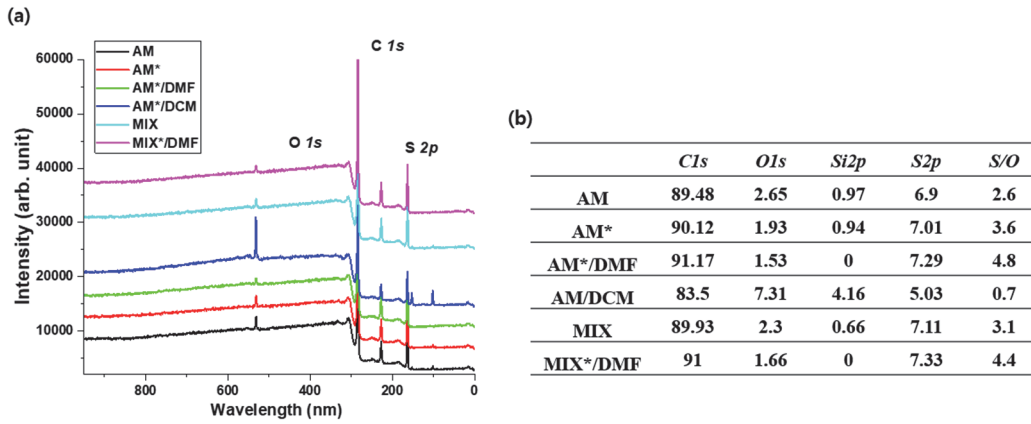 (a)
C 1s
60000
AM
AM*
AM*/DMF
AM*/DCM
MIX
MIX*/DMF
50000
40000
30000
20000
10000
O 1s
S 2p
Intensity (arb. unit)
800 600 400 200 0
Wavelength (nm)
(b)
C1s O1s Si2p S2p S/O
AM 89.48 2.65 0.97 6.9 2.6
AM* 90.12 1.93 0.94 7.01 3.6
AM*/DMF 91.17 1.53 0 7.29 4.8
AM/DCM 83.5 7.31 4.16 5.03 0.7
MIX 89.93 2.3 0.66 7.11 3.1
MIX*/DMF 91 1.66 0 7.33 4.4